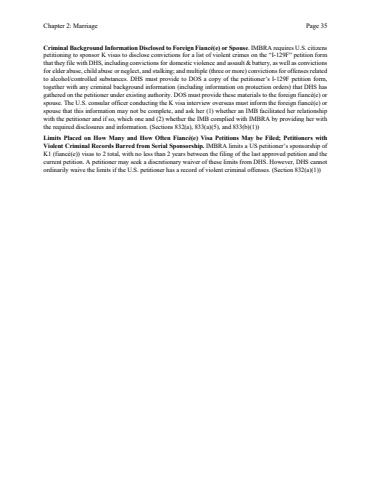 Chapter 2: Marriage Page 35
Criminal Background Information Disclosed to Foreign Fiancé(e) or Spouse. IMBRA requires U.S. citizens
petitioning to sponsor K visas to disclose convictions for a list of violent crimes on the “I-129F” petition form
that they file with DHS, including convictions for domestic violence and assault & battery, as well as convictions
for elder abuse, child abuse or neglect, and stalking; and multiple (three or more) convictions for offenses related
to alcohol/controlled substances. DHS must provide to DOS a copy of the petitioner’s I-129F petition form,
together with any criminal background information (including information on protection orders) that DHS has
gathered on the petitioner under existing authority. DOS must provide these materials to the foreign fiancé(e) or
spouse. The U.S. consular officer conducting the K visa interview overseas must inform the foreign fiancé(e) or
spouse that this information may not be complete, and ask her (1) whether an IMB facilitated her relationship
with the petitioner and if so, which one and (2) whether the IMB complied with IMBRA by providing her with
the required disclosures and information. (Sections 832(a), 833(a)(5), and 833(b)(1))
Limits Placed on How Many and How Often Fiancé(e) Visa Petitions May be Filed; Petitioners with
Violent Criminal Records Barred from Serial Sponsorship. IMBRA limits a US petitioner’s sponsorship of
K1 (fiancé(e)) visas to 2 total, with no less than 2 years between the filing of the last approved petition and the
current petition. A petitioner may seek a discretionary waiver of these limits from DHS. However, DHS cannot
ordinarily waive the limits if the U.S. petitioner has a record of violent criminal offenses. (Section 832(a)(1))